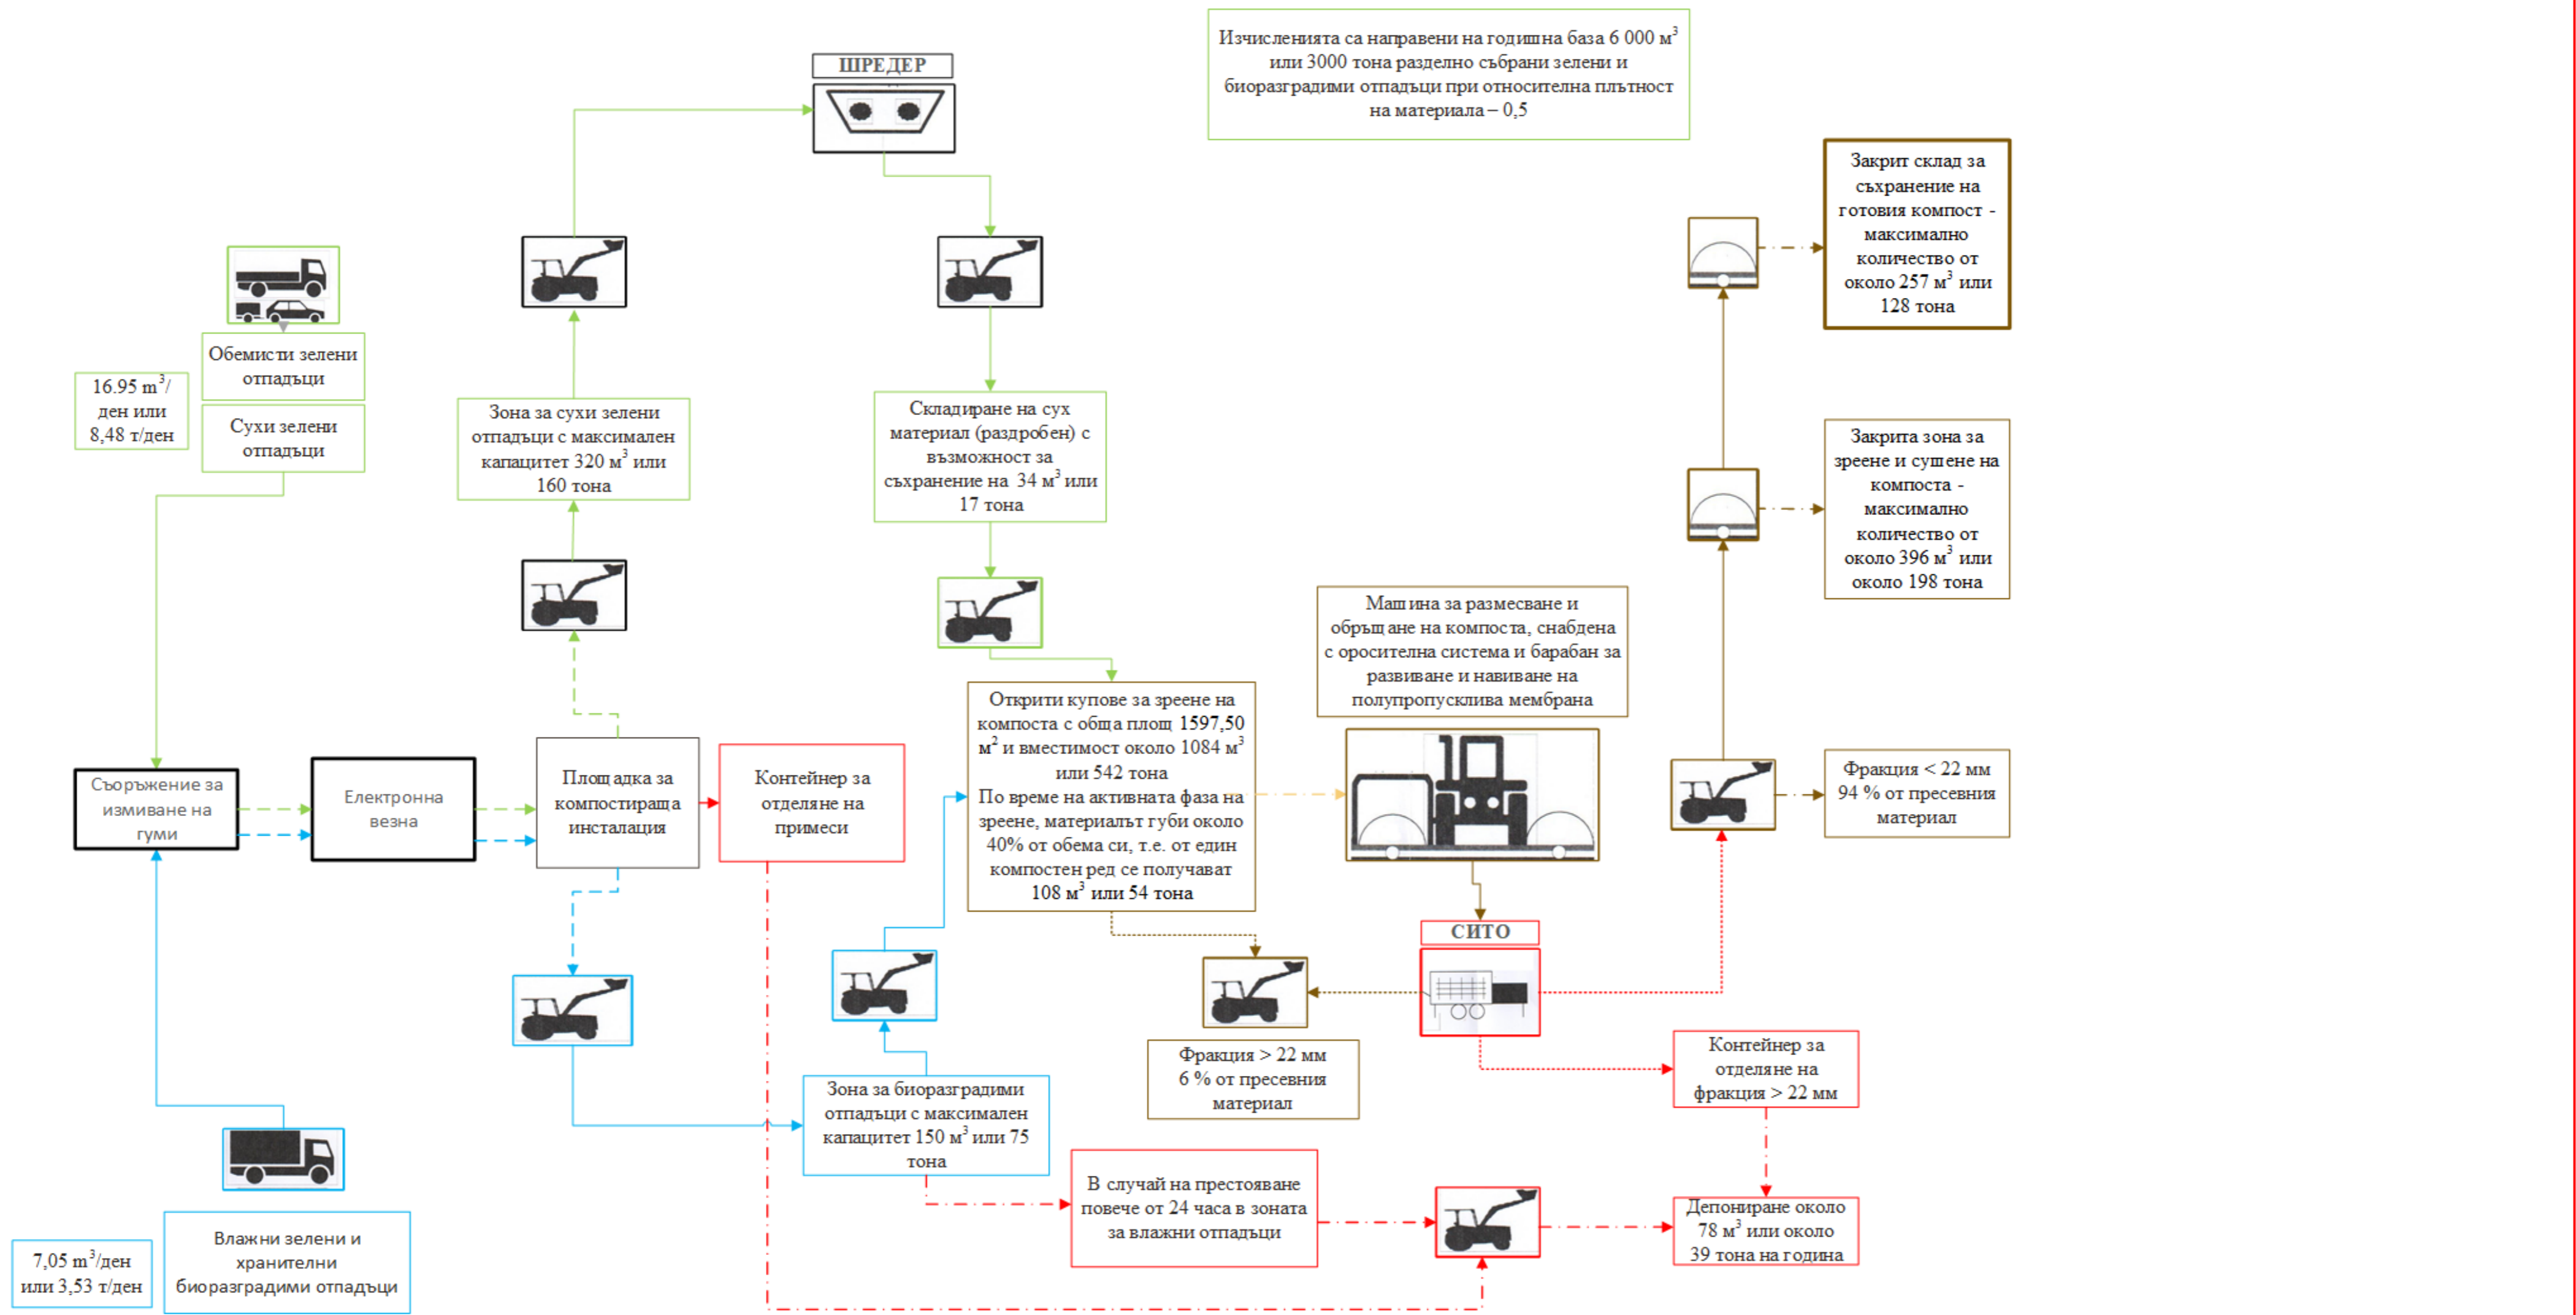 Изчисленията са направени на годишна база 6 000 м³
или 3000 тона разделно събрани зелени и
биоразградими отпадъци при относителна плътност
на материала – 0,5
ШРЕДЕР
Закрит склад за
съхранение на
готовия компост -
максимално
количество от
около 257 м³ или
128 тона
Обемисти зелени
отпадъци
16.95 m³/
ден или
8,48 т/ден
Сухи зелени
отпадъци
Зона за сухи зелени
отпадъци с максимален
капацитет 320 м³ или
160 тона
Складиране на сух
материал (раздробен) с
възможност за
съхранение на 34 м³ или
17 тона
Закрита зона за
зреене и сушене на
компоста -
максимално
количество от
около 396 м³ или
около 198 тона
Машина за размесване и
обръщане на компоста, снабдена
с оросителна система и барабан за
развиване и навиване на
полупропусклива мембрана
Открити купове за зреене на
компоста с обща площ 1597,50
м² и вместимост около 1084 м³
или 542 тона
По време на активната фаза на
зреене, материалът губи около
40% от обема си, т.е. от един
компостен ред се получават
108 м³ или 54 тона
Съоръжение за
измиване на
гуми
Електронна
везна
Площадка за
компостираща
инсталация
Контейнер за
отделяне на
примеси
Фракция < 22 мм
94 % от пресевния
материал
СИТО
Фракция > 22 мм
6 % от пресевния
материал
Контейнер за
отделяне на
фракция > 22 мм
Зона за биоразградими
отпадъци с максимален
капацитет 150 м³ или 75
тона
В случай на престояване
повече от 24 часа в зоната
за влажни отпадъци
Депониране около
78 м³ или около
39 тона на година
7,05 m³/ден
или 3,53 т/ден
Влажни зелени и
хранителни
биоразградими отпадъци